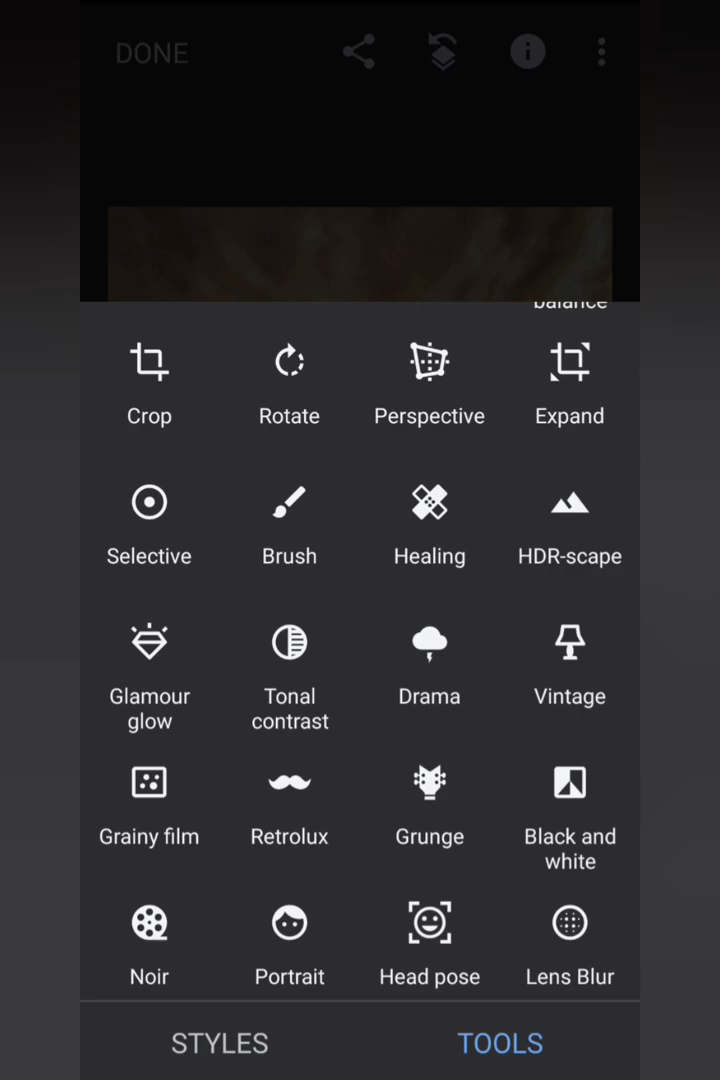 DONE
balance
Crop
Rotate
Perspective
Expand
Selective
Brush
Healing
HDR-scape
Glamour
glow
Tonal
contrast
Drama
Vintage
Grainy film
Retrolux
Grunge
Black and
white
Noir
Portrait
Head pose
Lens Blur
STYLES
TOOLS